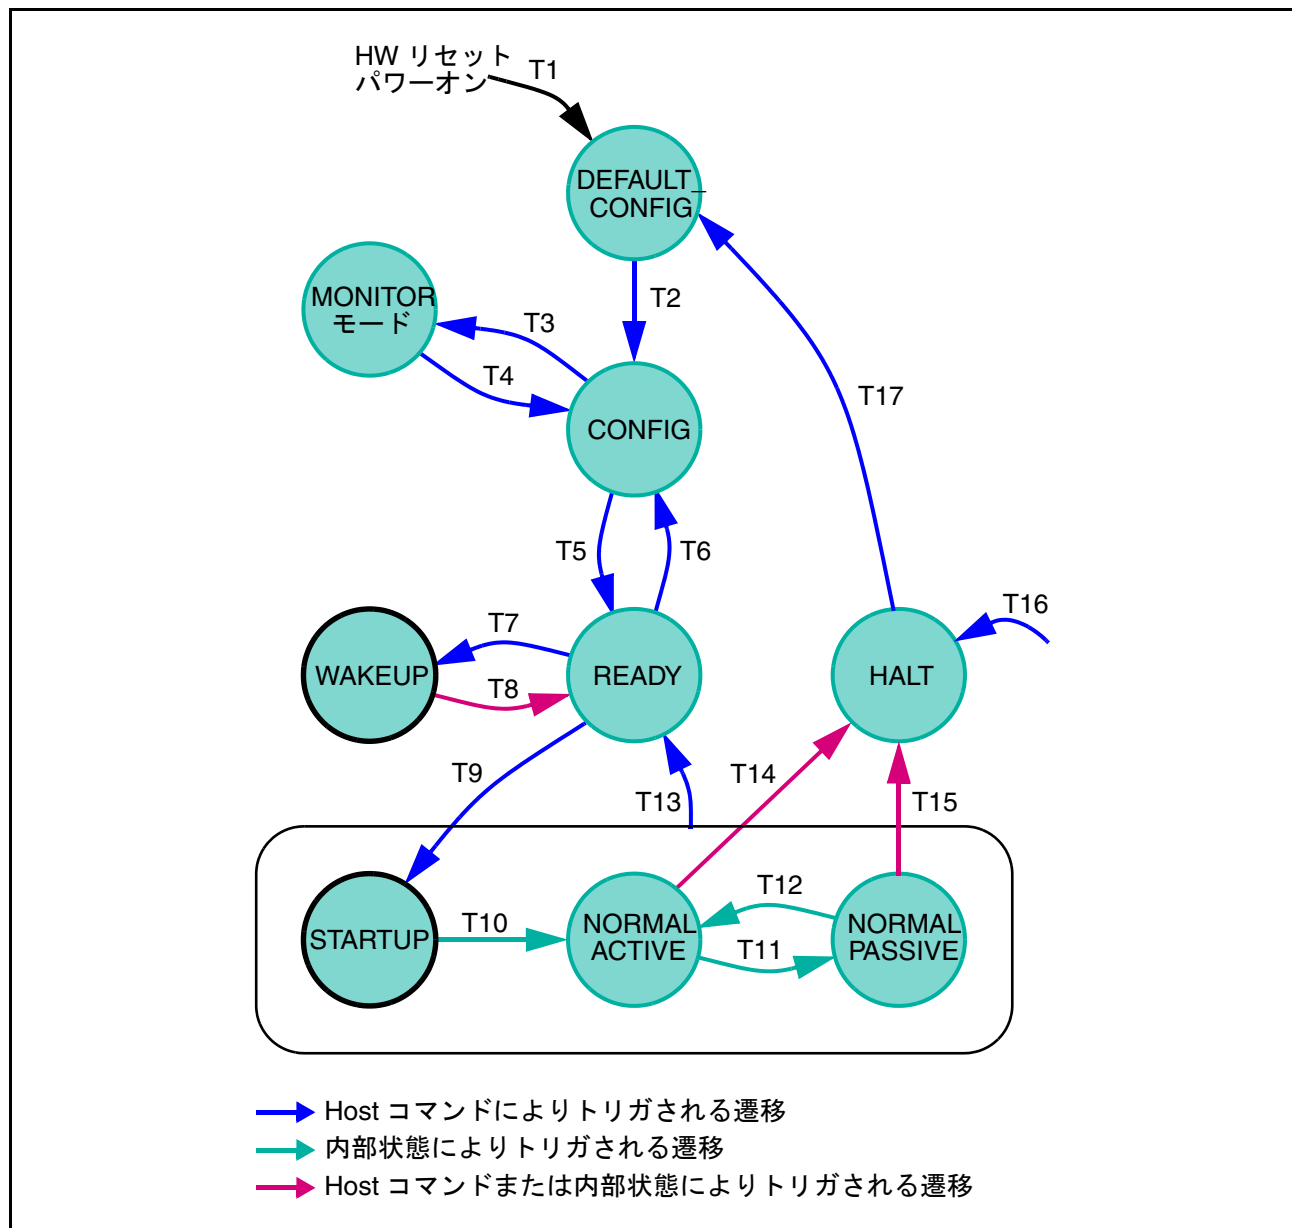 HW リセット
パワーオン
T1
DEFAULT_
CONFIG
T2
MONITOR
モード
T3
T4
CONFIG
T17
T5
T6
T16
T7
WAKEUP
T8
READY
HALT
T9
T13
T14
T15
STARTUP
T10
NORMAL
ACTIVE
T12
T11
NORMAL
PASSIVE
Host コマンドによりトリガされる遷移
内部状態によりトリガされる遷移
Host コマンドまたは内部状態によりトリガされる遷移